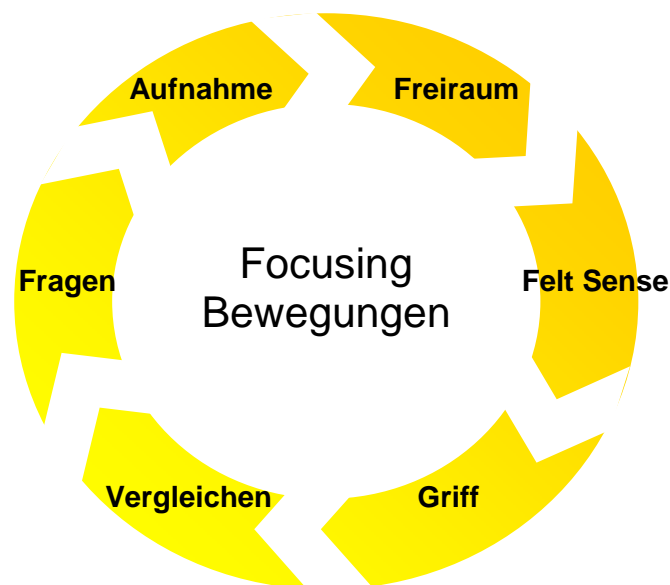 Aufnahme
Freiraum
Fragen
Focusing
Bewegungen
Felt Sense
Vergleichen
Griff